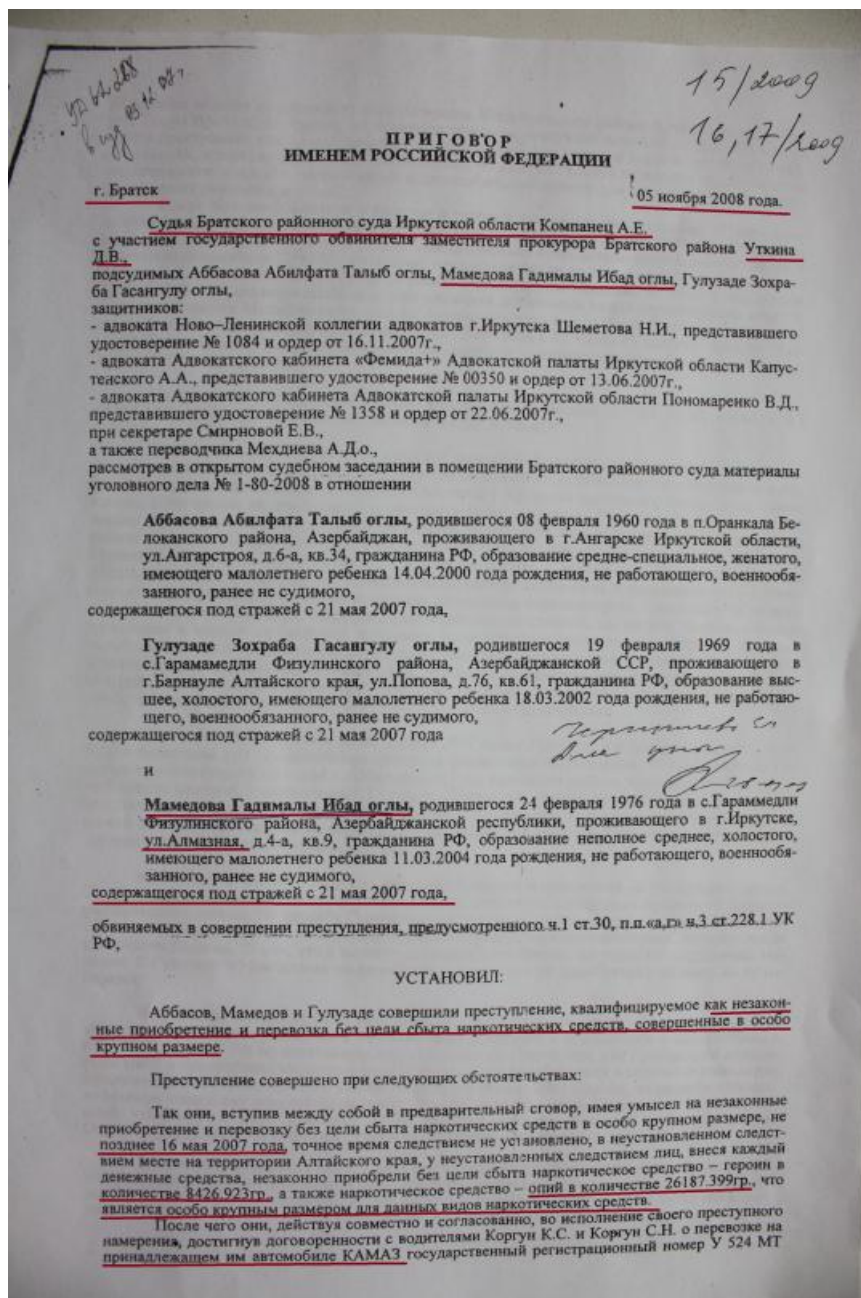 15/2009
16,17/2009
УД 62288
в суд 03.12.07г
ПРИГОВОР
ИМЕНЕМ РОССИЙСКОЙ ФЕДЕРАЦИИ
г. Братск
05 ноября 2008 года.
Судья Братского районного суда Иркутской области Компанец А.Е.
с участием государственного обвинителя заместителя прокурора Братского района Уткина
Д.В.,
подсудимых Аббасова Абилфата Талыб оглы, Мамедова Гадималы Ибад оглы, Гулузаде Зохра-
ба Гасангулу оглы,
защитников:
- адвоката Ново–Ленинской коллегии адвокатов г.Иркутска Шеметова Н.И., представившего
удостоверение № 1084 и ордер от 16.11.2007г.,
- адвоката Адвокатского кабинета «Фемида+» Адвокатской палаты Иркутской области Капус-
тенского А.А., представившего удостоверение № 00350 и ордер от 13.06.2007г.,
- адвоката Адвокатского кабинета Адвокатской палаты Иркутской области Пономаренко В.Д.,
представившего удостоверение № 1358 и ордер от 22.06.2007г.,
при секретаре Смирновой Е.В.,
а также переводчика Мехдиева А.Д.о.,
рассмотрев в открытом судебном заседании в помещении Братского районного суда материалы
уголовного дела № 1-80-2008 в отношении
Аббасова Абилфата Талыб оглы, родившегося 08 февраля 1960 года в п.Оранкала Бе-
локанского района, Азербайджан, проживающего в г.Ангарске Иркутской области,
ул.Ангарстроя, д.6-а, кв.34, гражданина РФ, образование средне-специальное, женатого,
имеющего малолетнего ребенка 14.04.2000 года рождения, не работающего, военнообя-
занного, ранее не судимого,
содержащегося под стражей с 21 мая 2007 года,
Гулузаде Зохраба Гасангулу оглы, родившегося 19 февраля 1969 года в
с.Гарамамедли Физулинского района, Азербайджанской ССР, проживающего в
г.Барнауле Алтайского края, ул.Попова, д.76, кв.61, гражданина РФ, образование выс-
шее, холостого, имеющего малолетнего ребенка 18.03.2002 года рождения, не работаю-
щего, военнообязанного, ранее не судимого,
содержащегося под стражей с 21 мая 2007 года
и
Мамедова Гадималы Ибад оглы, родившегося 24 февраля 1976 года в с.Гараммедли
Физулинского района, Азербайджанской республики, проживающего в г.Иркутске,
ул.Алмазная, д.4-а, кв.9, гражданина РФ, образование неполное среднее, холостого,
имеющего малолетнего ребенка 11.03.2004 года рождения, не работающего, военнообя-
занного, ранее не судимого,
содержащегося под стражей с 21 мая 2007 года,
обвиняемых в совершении преступления, предусмотренного ч.1 ст.30, п.п.«а,г» ч.3 ст.228.1 УК
РФ,
УСТАНОВИЛ:
Аббасов, Мамедов и Гулузаде совершили преступление, квалифицируемое как незакон-
ные приобретение и перевозка без цели сбыта наркотических средств, совершенные в особо
крупном размере.
Преступление совершено при следующих обстоятельствах:
Так они, вступив между собой в предварительный сговор, имея умысел на незаконные
приобретение и перевозку без цели сбыта наркотических средств в особо крупном размере, не
позднее 16 мая 2007 года, точное время следствием не установлено, в неустановленном следст-
вием месте на территории Алтайского края, у неустановленных следствием лиц, внеся каждый
денежные средства, незаконно приобрели без цели сбыта наркотическое средство – героин в
количестве 8426.923гр., а также наркотическое средство – опий в количестве 26187.399гр., что
является особо крупным размером для данных видов наркотических средств.
После чего они, действуя совместно и согласованно, во исполнение своего преступного
намерения, достигнув договоренности с водителями Коргун К.С. и Коргун С.Н. о перевозке на
принадлежащем им автомобиле КАМАЗ государственный регистрационный номер У 524 МТ